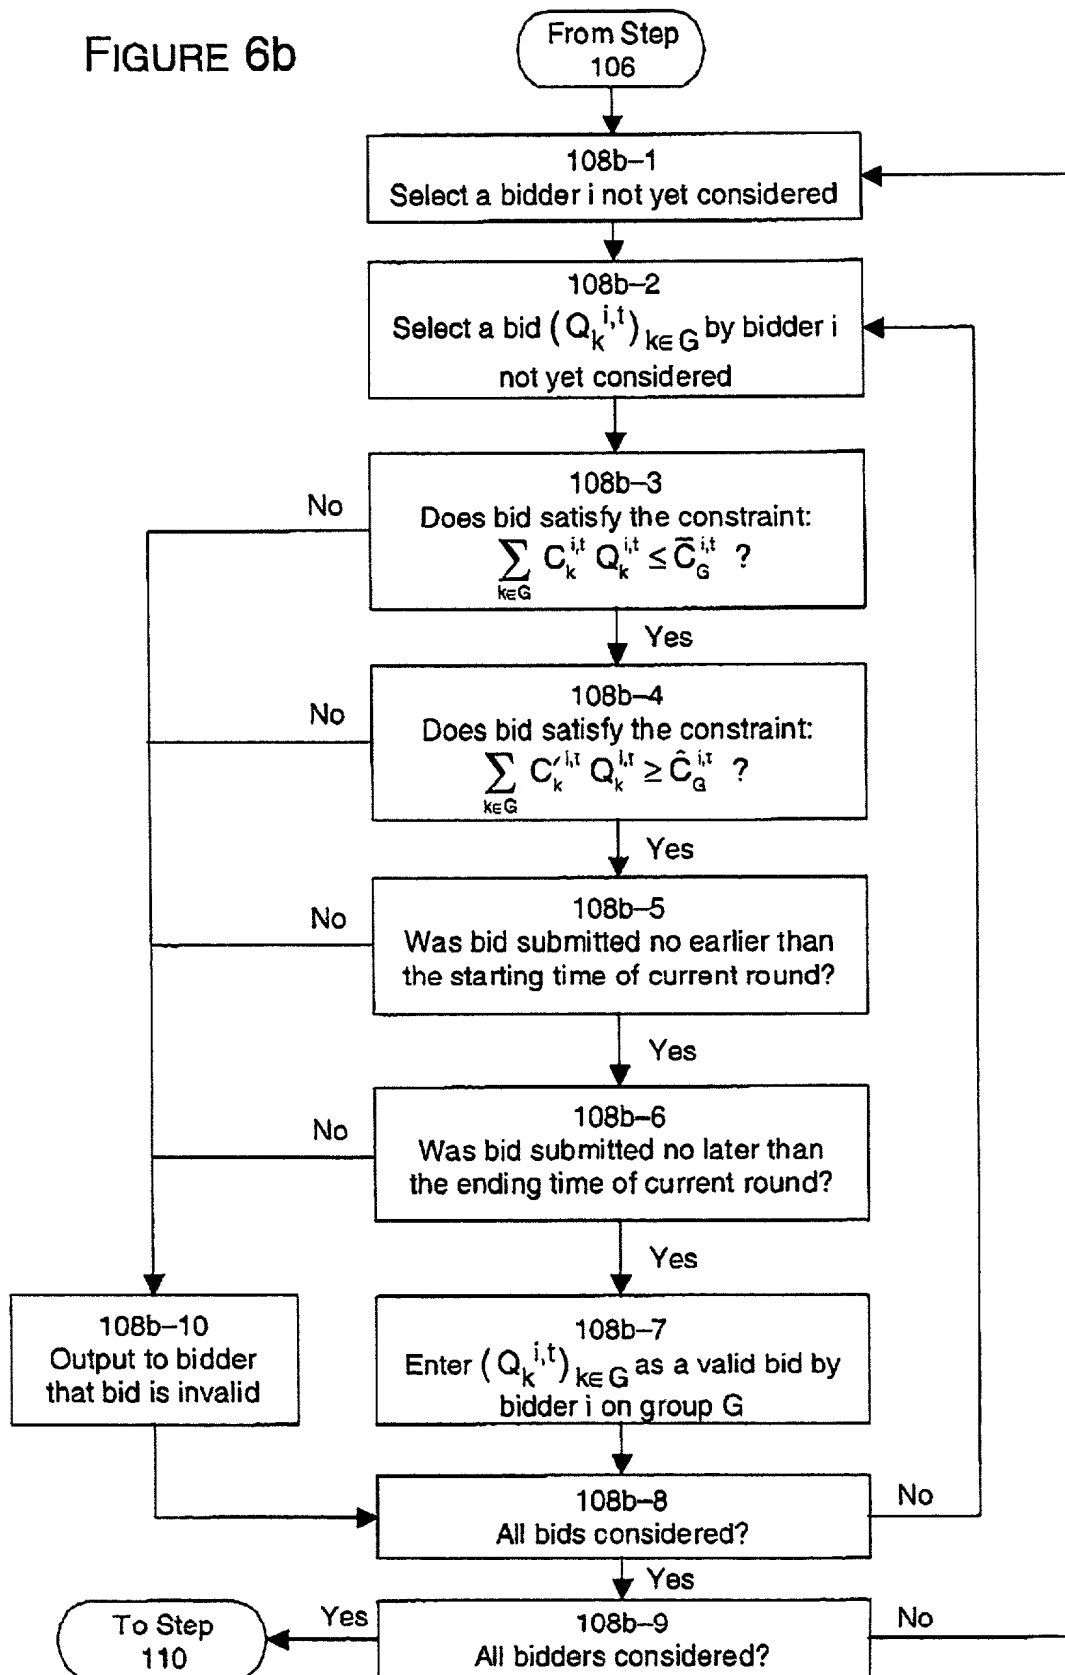 FIGURE 6b
From Step
106
108b–1
Select a bidder i not yet considered
108b–2
Select a bid (Q_k^{i,t})_{k∈G} by bidder i
not yet considered
108b–3
No
Does bid satisfy the constraint:
∑_{k∈G} C_k^{i,t} Q_k^{i,t} ≤ C̄_G^{i,t} ?
Yes
108b–4
No
Does bid satisfy the constraint:
∑_{k∈G} C′_k^{i,t} Q_k^{i,t} ≥ Ĉ_G^{i,t} ?
Yes
108b–5
No
Was bid submitted no earlier than
the starting time of current round?
Yes
108b–6
No
Was bid submitted no later than
the ending time of current round?
Yes
108b–10
Output to bidder
that bid is invalid
108b–7
Enter (Q_k^{i,t})_{k∈G} as a valid bid by
bidder i on group G
108b–8
All bids considered?
No
Yes
108b–9
All bidders considered?
No
Yes
To Step
110